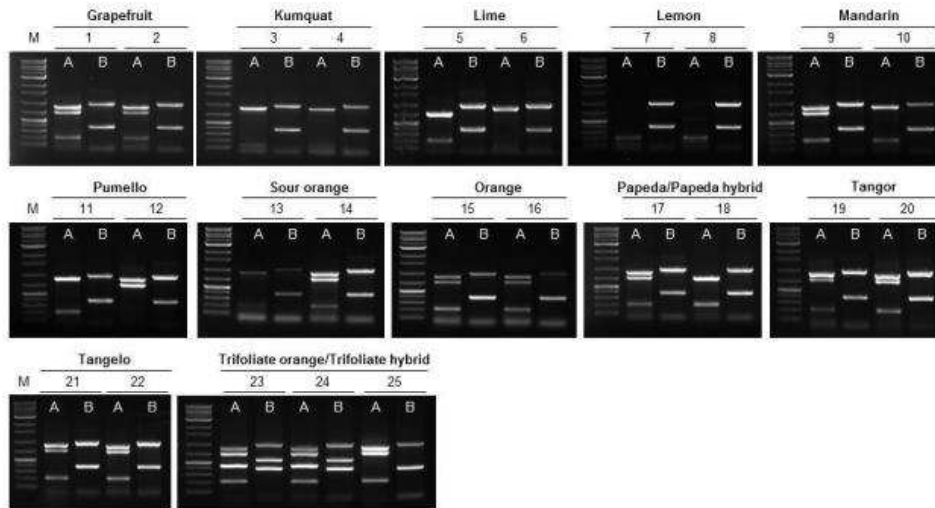 Grapefruit Kumquat Lime Lemon Mandarin
M 1 2 3 4 5 6 7 8 9 10
A B A B A B A B A B A B A B A B A B A B
Pumello Sour orange Orange Papeda/Papeda hybrid Tangor
M 11 12 13 14 15 16 17 18 19 20
A B A B A B A B A B A B A B A B A B A B
Tangelo Trifoliate orange/Trifoliate hybrid
M 21 22 23 24 25
A B A B A B A B A B